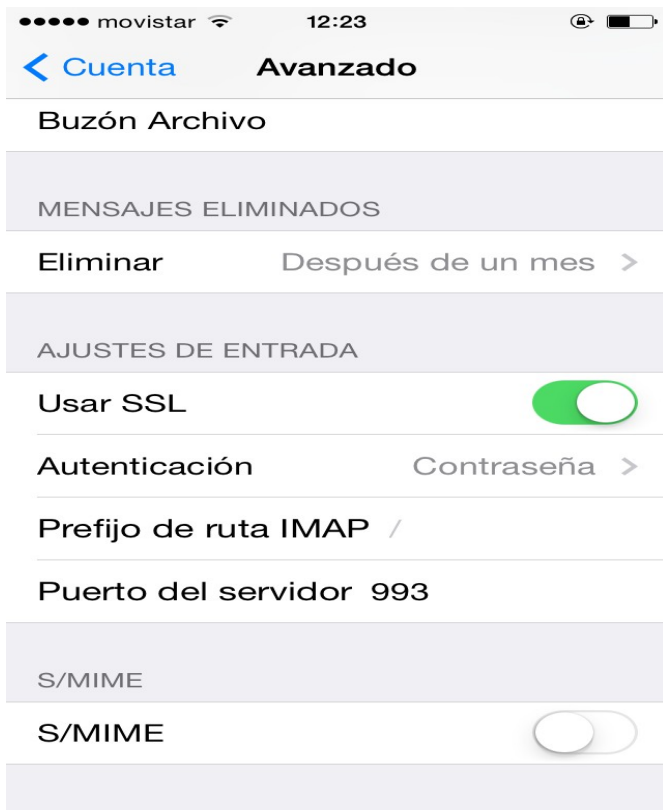 movistar 12:23
Cuenta Avanzado
Buzón Archivo
MENSAJES ELIMINADOS
Eliminar Después de un mes
AJUSTES DE ENTRADA
Usar SSL
Autenticación Contraseña
Prefijo de ruta IMAP /
Puerto del servidor 993
S/MIME
S/MIME